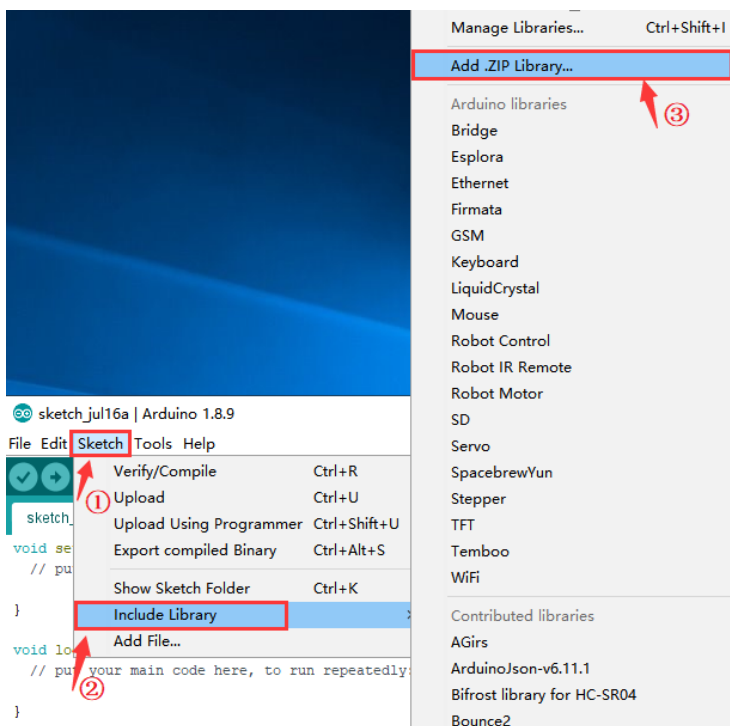 Manage Libraries... Ctrl+Shift+I
Add .ZIP Library...
③
Arduino libraries
Bridge
Esplora
Ethernet
Firmata
GSM
Keyboard
LiquidCrystal
Mouse
Robot Control
Robot IR Remote
Robot Motor
SD
Servo
SpacebrewYun
Stepper
TFT
Temboo
WiFi
Contributed libraries
AGirs
ArduinoJson-v6.11.1
Bifrost library for HC-SR04
Bounce2
sketch_jul16a | Arduino 1.8.9
File Edit Sketch Tools Help
①
Verify/Compile Ctrl+R
Upload Ctrl+U
Upload Using Programmer Ctrl+Shift+U
Export compiled Binary Ctrl+Alt+S
Show Sketch Folder Ctrl+K
Include Library
Add File...
②
sketch_
void se
// pu
}
void lo
// put your main code here, to run repeatedly:
}